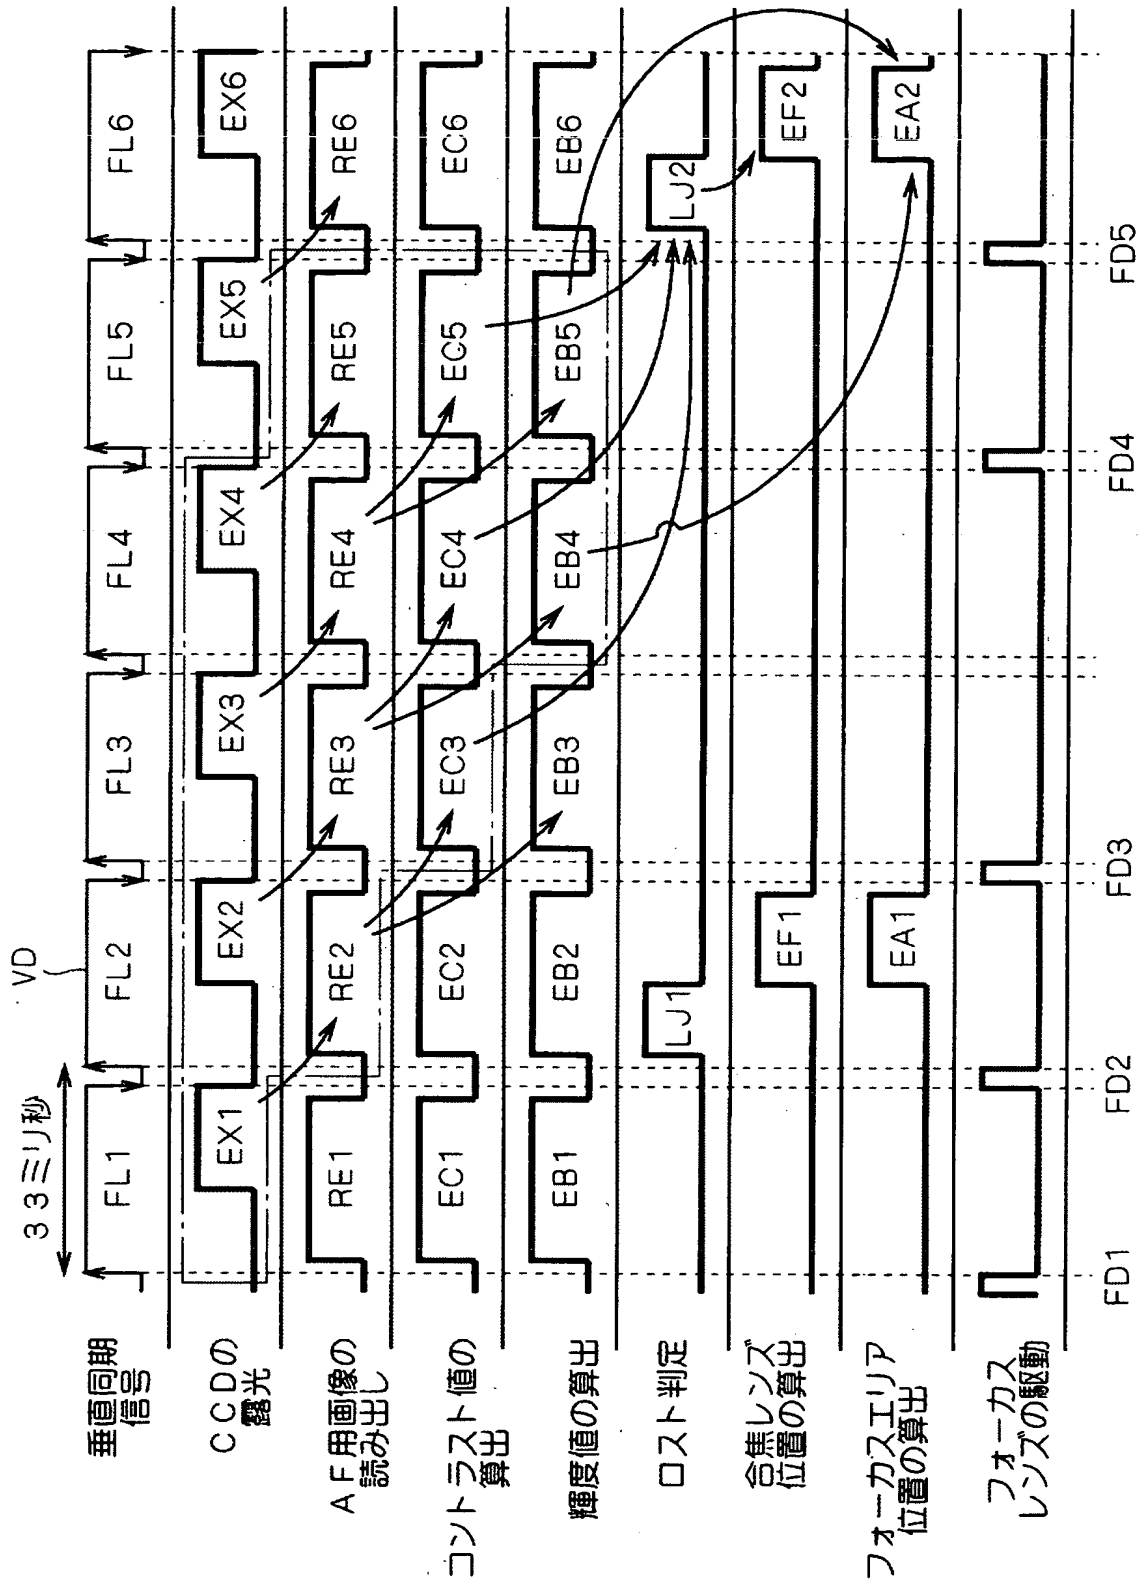 VD
33ミリ秒
垂直同期
信号
FL1 FL2 FL3 FL4 FL5 FL6
CCDの
露光
EX1 EX2 EX3 EX4 EX5 EX6
AF用画像の
読み出し
RE1 RE2 RE3 RE4 RE5 RE6
コントラスト値の
算出
EC1 EC2 EC3 EC4 EC5 EC6
輝度値の算出
EB1 EB2 EB3 EB4 EB5 EB6
ロスト判定
LJ1 LJ2
合焦レンズ
位置の算出
EF1 EF2
フォーカスエリア
位置の算出
EA1 EA2
フォーカス
レンズの駆動
FD1 FD2 FD3 FD4 FD5